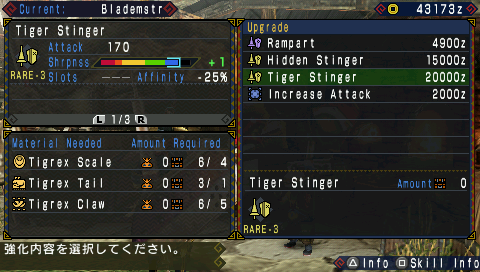 Current: Blademstr
43173z
Tiger Stinger
Attack 170
Shrpnss +1
RARE-3
Slots --- Affinity -25%
L 1/3 R
Material Needed Amount Required
Tigrex Scale 0 6/ 4
Tigrex Tail 0 3/ 1
Tigrex Claw 0 6/ 5
Upgrade
Rampart 4900z
Hidden Stinger 15000z
Tiger Stinger 20000z
Increase Attack 2000z
Tiger Stinger Amount 0
RARE-3
強化内容を選択してください。
Info Skill Info